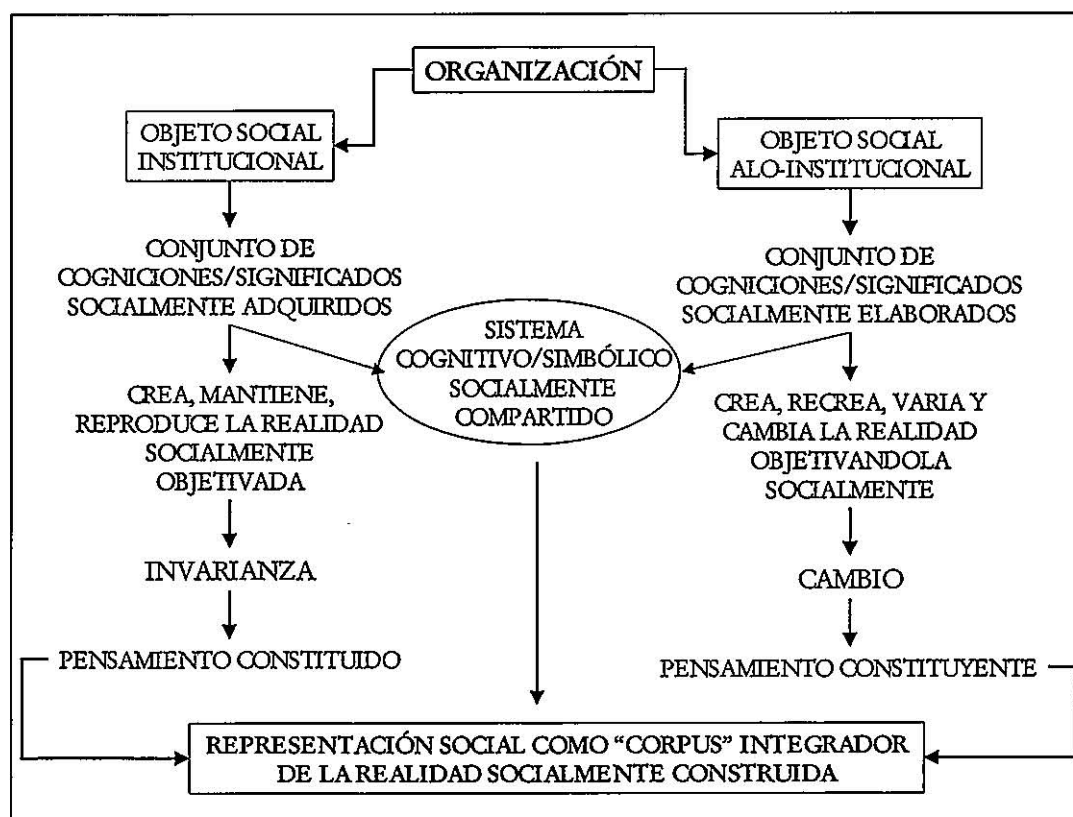 ORGANIZACIÓN
OBJETO SOCIAL
INSTITUCIONAL
OBJETO SOCIAL
ALO-INSTITUCIONAL
CONJUNTO DE
COGNICIONES/SIGNIFICADOS
SOCIALMENTE ADQUIRIDOS
CONJUNTO DE
COGNICIONES/SIGNIFICADOS
SOCIALMENTE ELABORADOS
SISTEMA
COGNITIVO/SIMBÓLICO
SOCIALMENTE
COMPARTIDO
CREA, MANTIENE,
REPRODUCE LA REALIDAD
SOCIALMENTE
OBJETIVADA
CREA, RECREA, VARIA Y
CAMBIA LA REALIDAD
OBJETIVANDOLA
SOCIALMENTE
INVARIANZA
CAMBIO
PENSAMIENTO CONSTITUIDO
PENSAMIENTO CONSTITUYENTE
REPRESENTACIÓN SOCIAL COMO “CORPUS” INTEGRADOR
DE LA REALIDAD SOCIALMENTE CONSTRUIDA